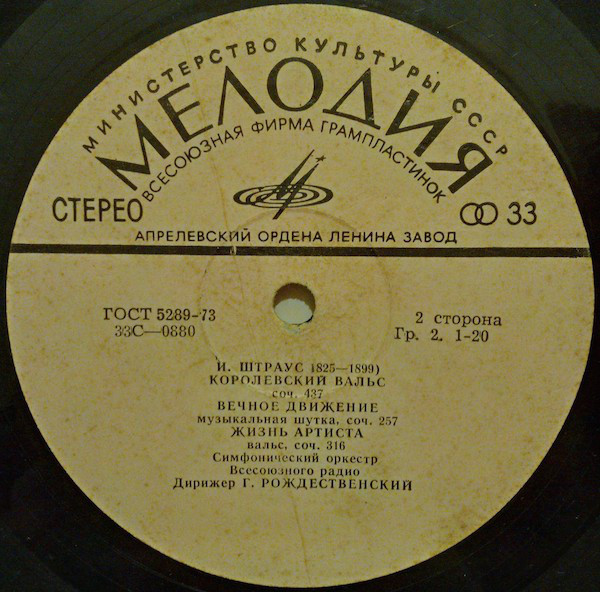 МИНИСТЕРСТВО КУЛЬТУРЫ СССР
МЕЛОДИЯ
ВСЕСОЮЗНАЯ ФИРМА ГРАМПЛАСТИНОК
СТЕРЕО
33
АПРЕЛЕВСКИЙ ОРДЕНА ЛЕНИНА ЗАВОД
ГОСТ 5289-73
33С—0880
2 сторона
Гр. 2. 1-20
И. ШТРАУС 1825—1899)
КОРОЛЕВСКИЙ ВАЛЬС
соч. 437
ВЕЧНОЕ ДВИЖЕНИЕ
музыкальная шутка, соч. 257
ЖИЗНЬ АРТИСТА
вальс, соч. 316
Симфонический оркестр
Всесоюзного радио
Дирижер Г. РОЖДЕСТВЕНСКИЙ